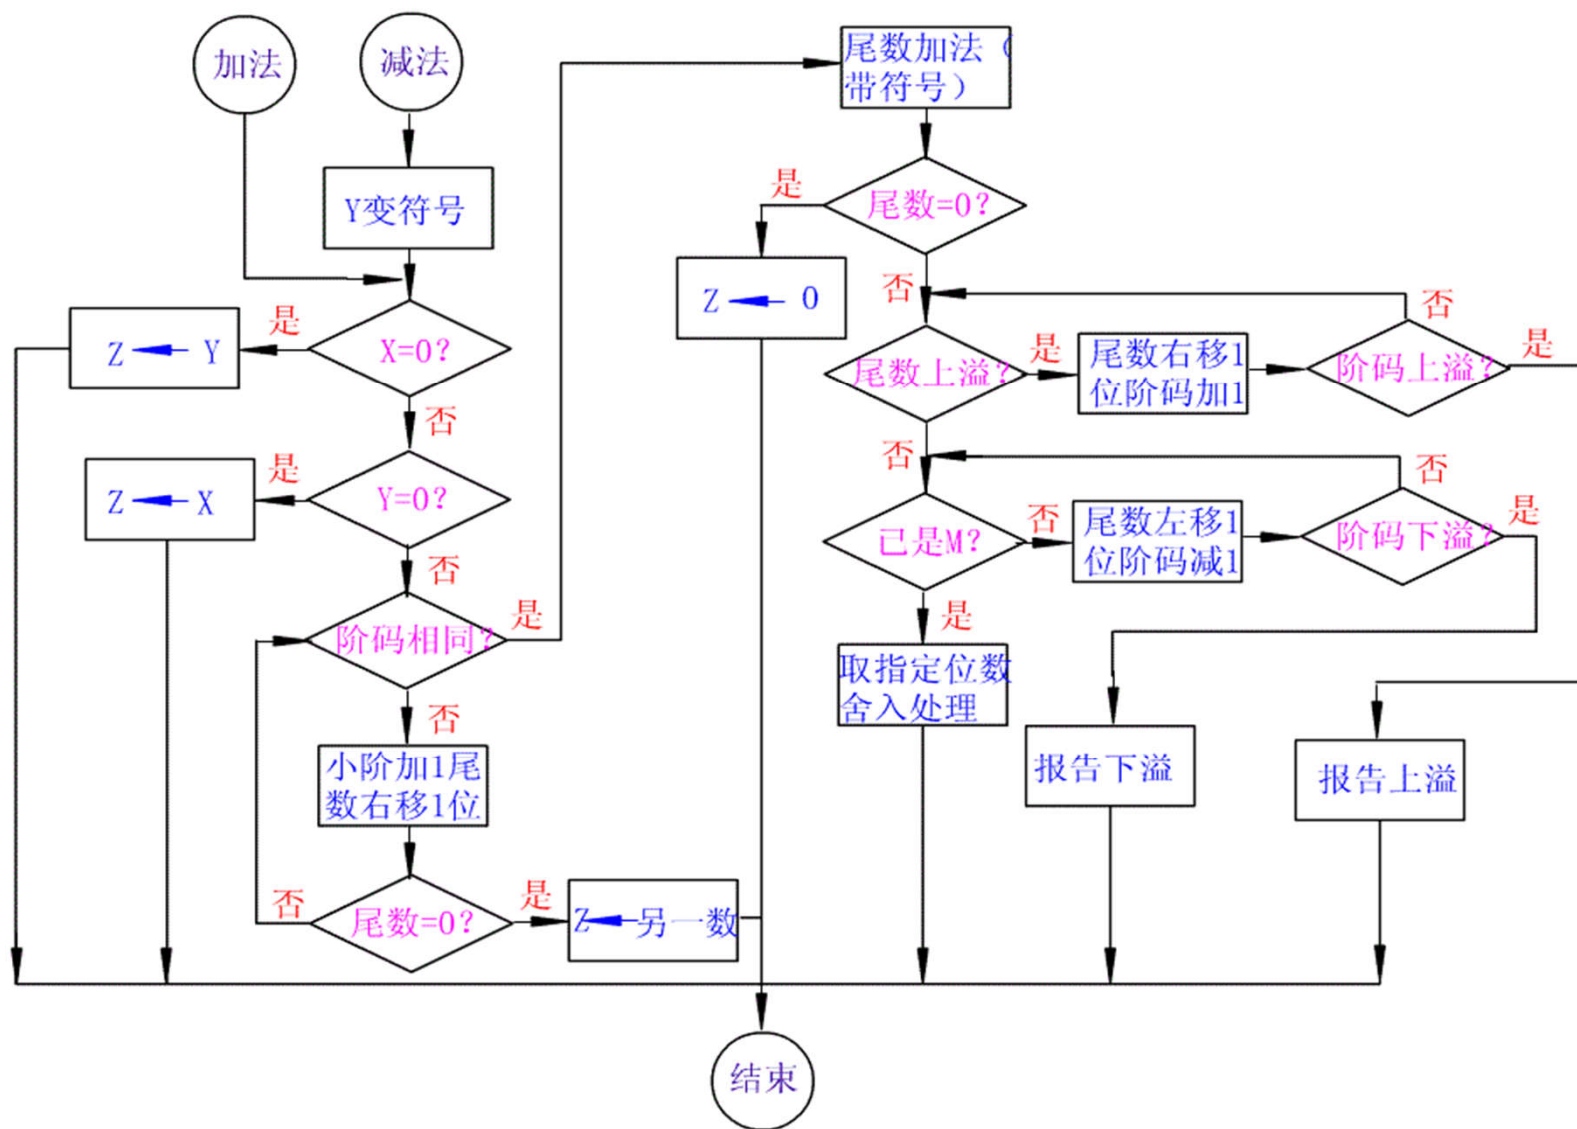 加法
减法
Y变符号
X=0?
是
Z ← Y
否
Y=0?
是
Z ← X
否
阶码相同?
是
否
小阶加1尾
数右移1位
尾数=0?
否
是
Z ← 另一数
尾数加法（
带符号）
尾数=0?
是
Z ← 0
否
尾数上溢?
是
尾数右移1
位阶码加1
阶码上溢?
否
是
否
已是M?
否
尾数左移1
位阶码减1
阶码下溢?
否
是
是
取指定位数
舍入处理
报告下溢
报告上溢
结束